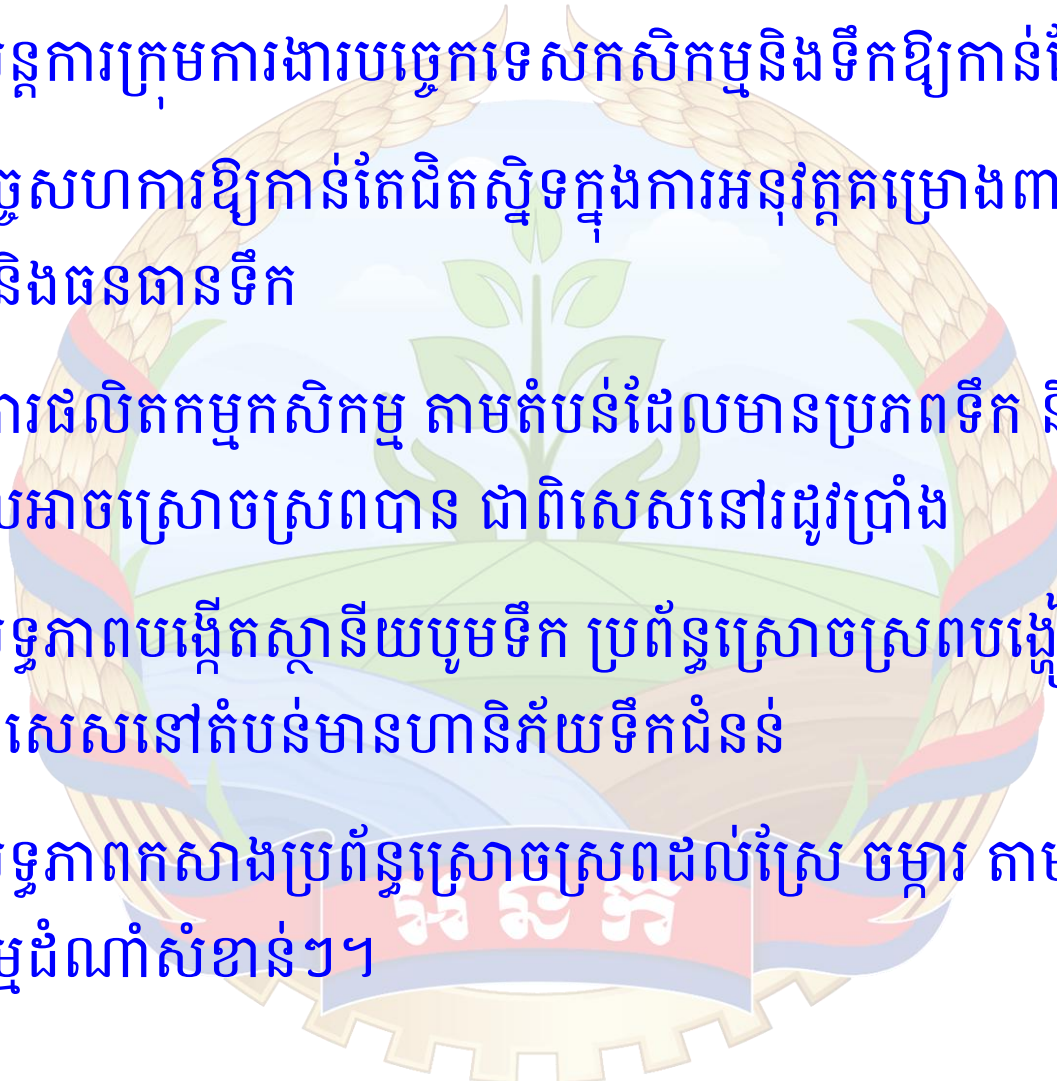 ន្តការក្រុមការងារបច្ចេកទេសកសិកម្មនិងទឹកឱ្យកាន់
ច្ចសហការឱ្យកាន់តែជិតស្និទក្នុងការអនុវត្តគម្រោងពា
និងធនធានទឹក
ារផលិតកម្មកសិកម្ម តាមតំបន់ដែលមានប្រភពទឹក និ
លអាចស្រោចស្រពបាន ជាពិសេសនៅរដូវប្រាំង
ទ្ធភាពបង្កើតស្ថានីយបូមទឹក ប្រព័ន្ធស្រោចស្រពបង្ហ
សេសនៅតំបន់មានហានិភ័យទឹកជំនន់
ទ្ធភាពកសាងប្រព័ន្ធស្រោចស្រពដល់ស្រែ ចម្ការ តាម
ម្មដំណាំសំខាន់ៗ។